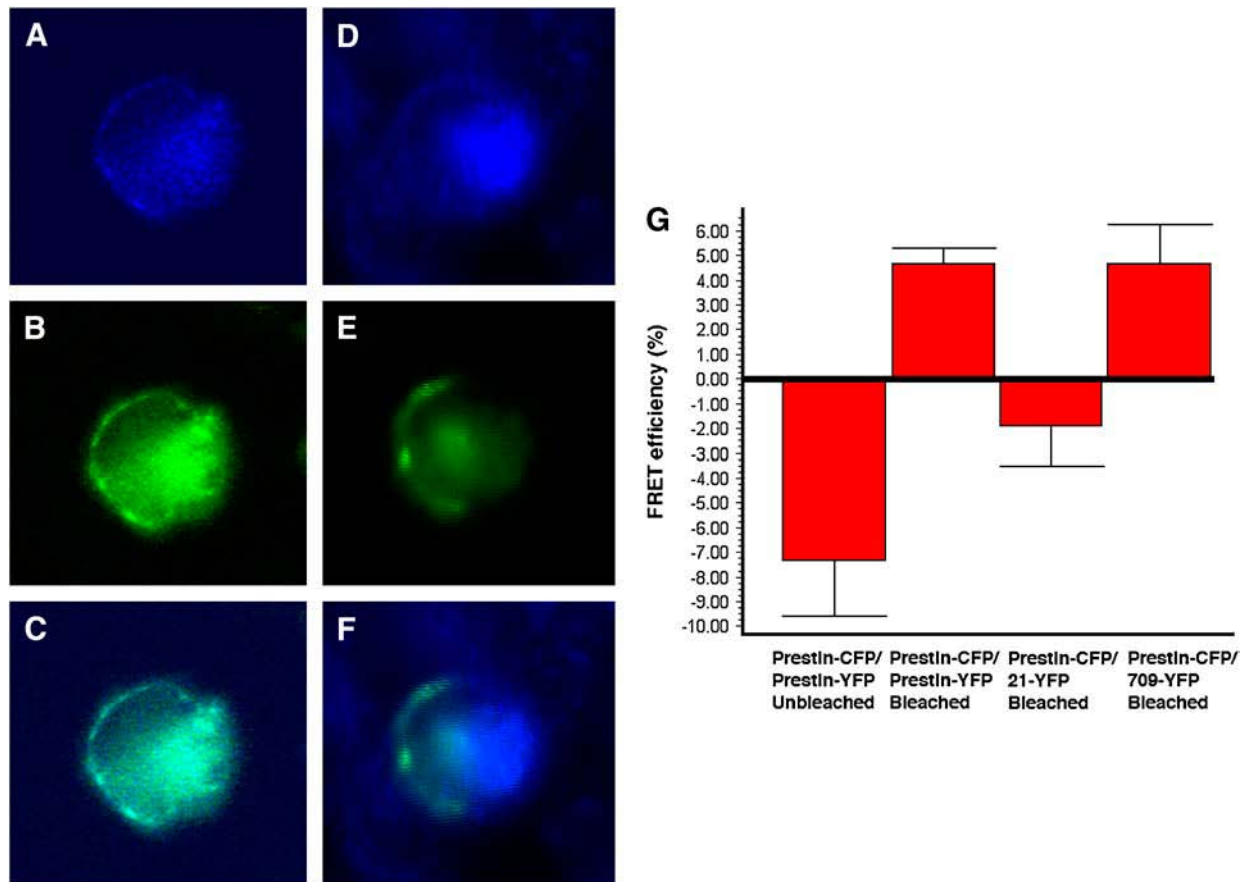 A
D
B
E
C
F
G
FRET efficiency (%)
6.00
5.00
4.00
3.00
2.00
1.00
0.00
-1.00
-2.00
-3.00
-4.00
-5.00
-6.00
-7.00
-8.00
-9.00
-10.00
Prestin-CFP/
Prestin-YFP
Unbleached
Prestin-CFP/
Prestin-YFP
Bleached
Prestin-CFP/
21-YFP
Bleached
Prestin-CFP/
709-YFP
Bleached